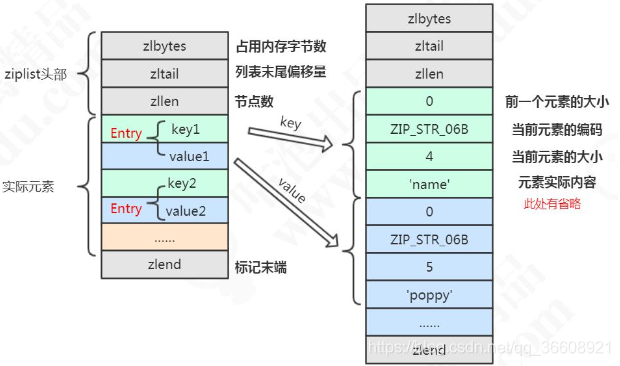 ziplist头部
实际元素
zlbytes
占用内存字节数
zltail
列表末尾偏移量
zllen
节点数
Entry
key1
value1
Entry
key2
value2
......
zlend
标记末端
key
value
zlbytes
zltail
zllen
0
前一个元素的大小
ZIP_STR_06B
当前元素的编码
4
当前元素的大小
'name'
元素实际内容
此处有省略
0
ZIP_STR_06B
5
'poppy'
......
zlend
https://blog.csdn.net/qq_36608921